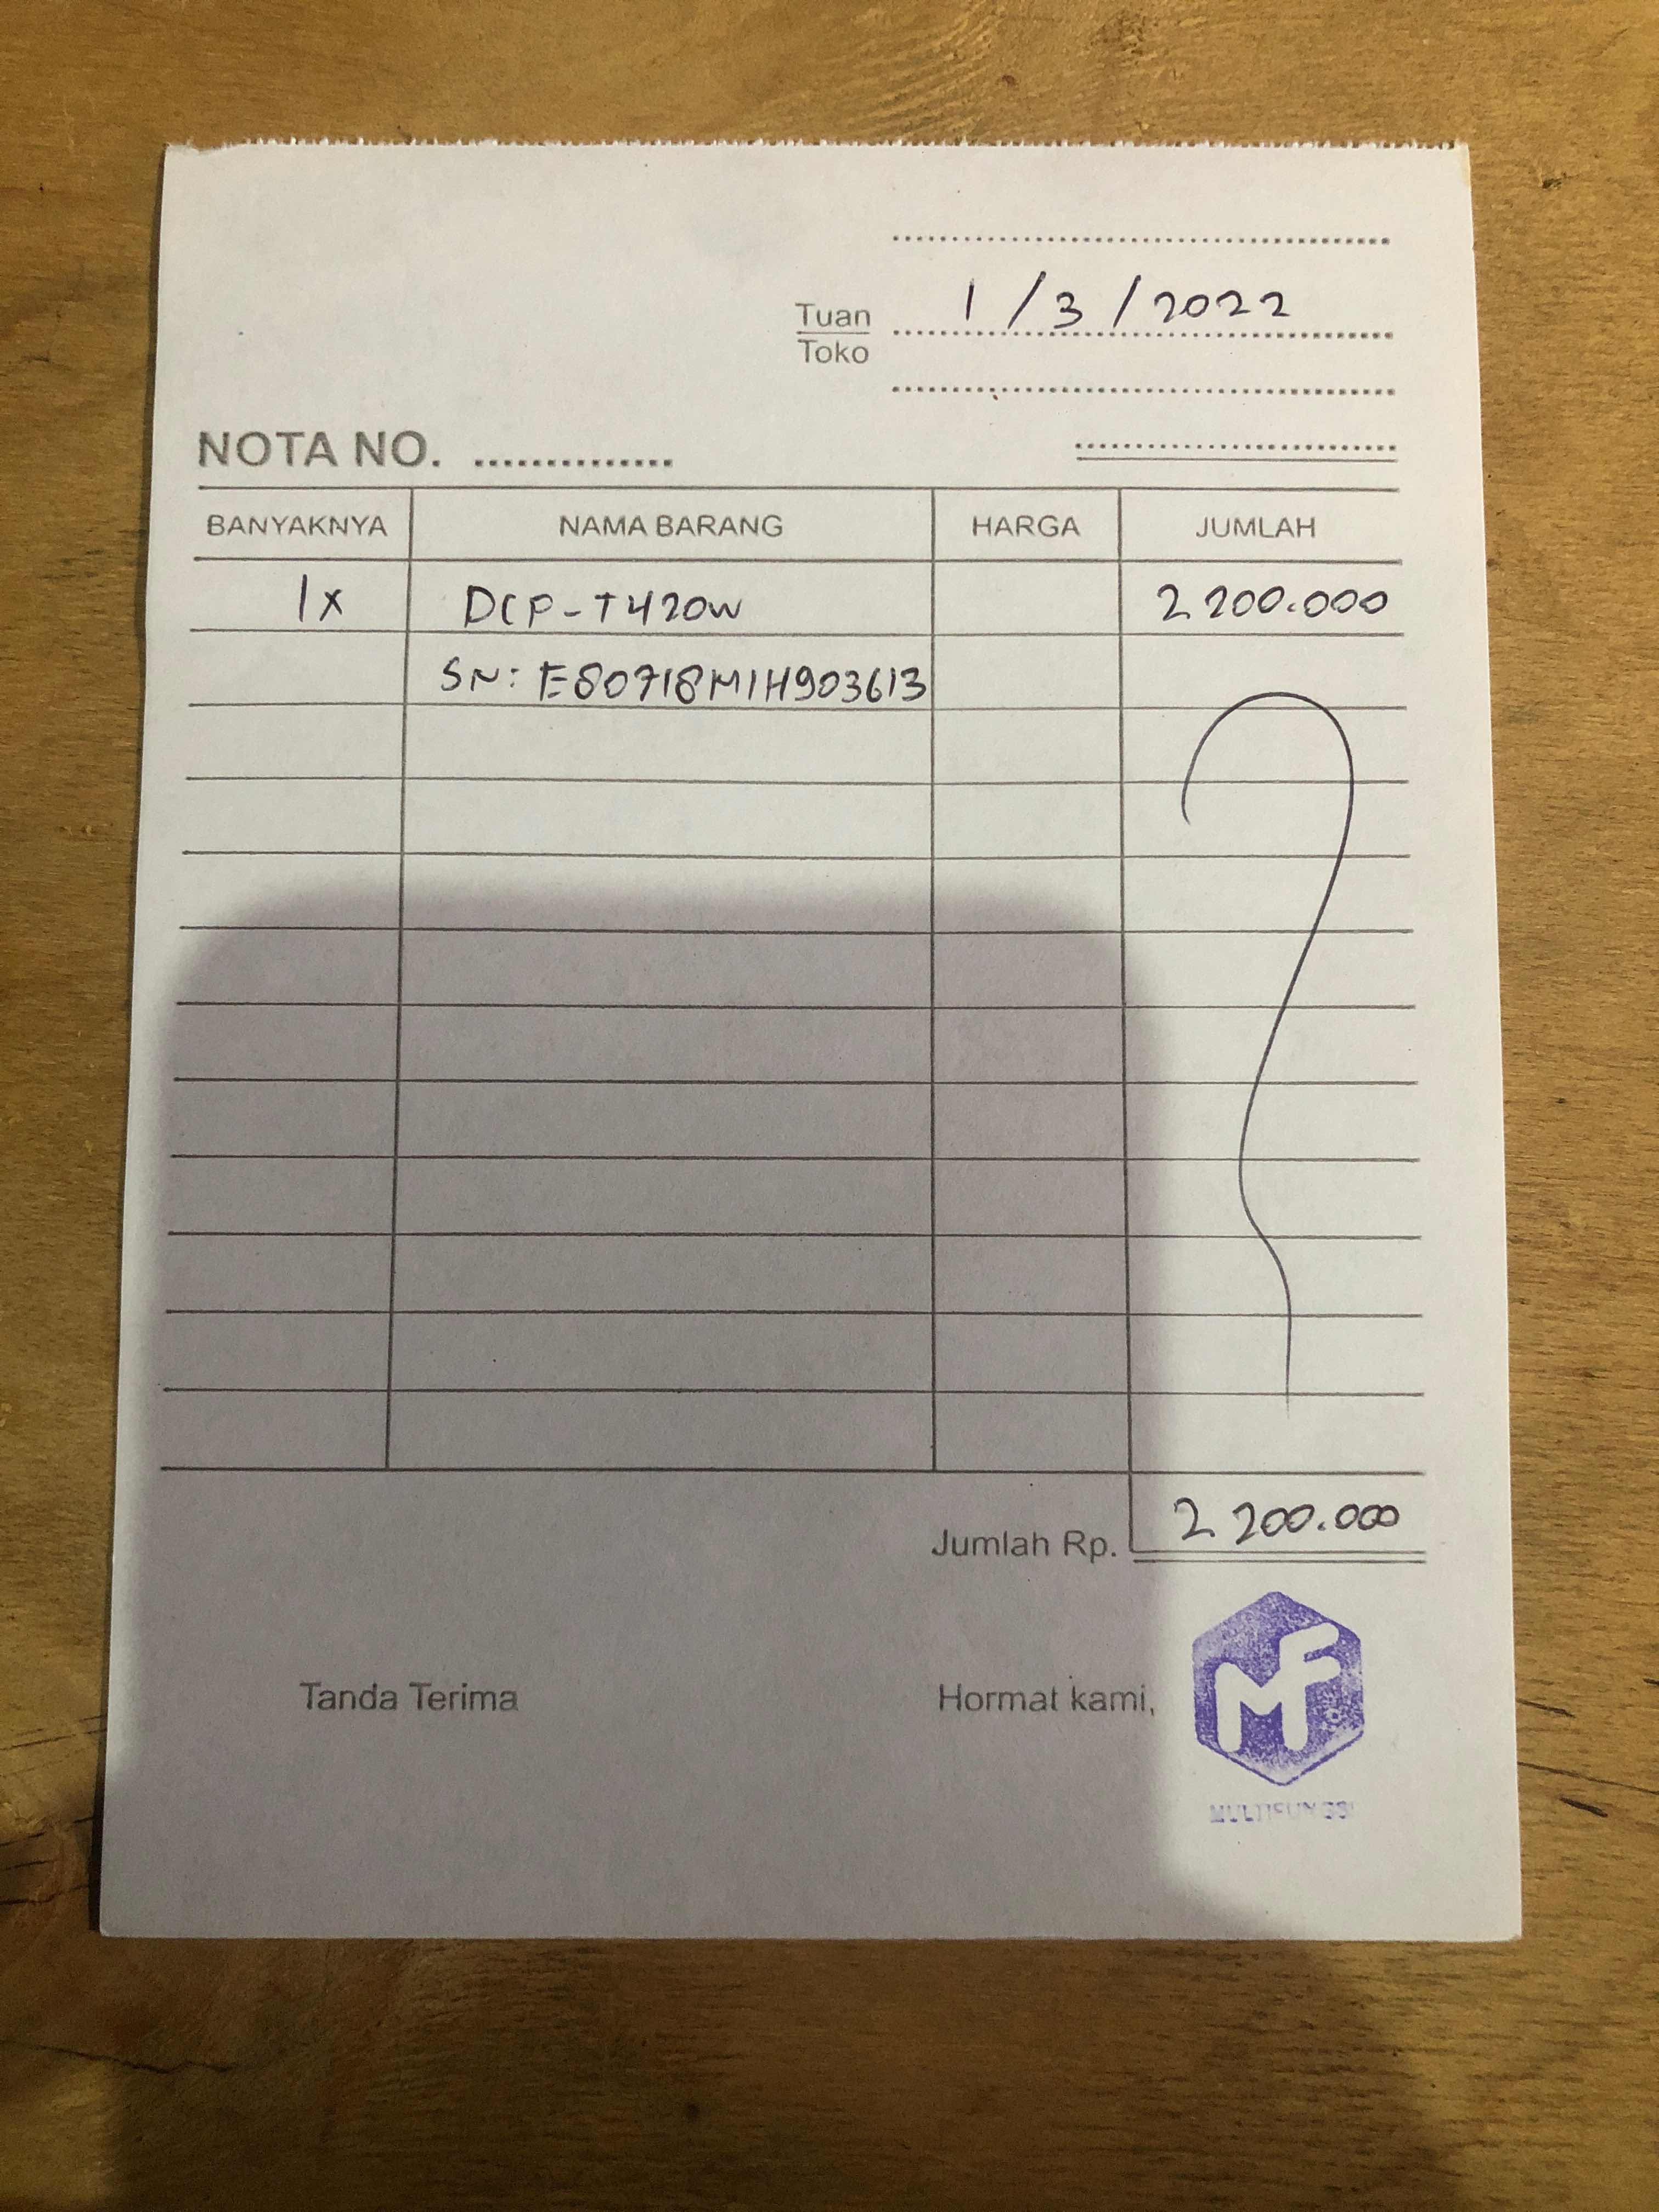 1/3/2022
Tuan
Toko
NOTA NO. ..............
BANYAKNYA NAMA BARANG HARGA JUMLAH
1x DCP-T420W 2 200.000
SN: E80718M1H903613
Jumlah Rp. 2 200.000
Tanda Terima Hormat kami,
MF